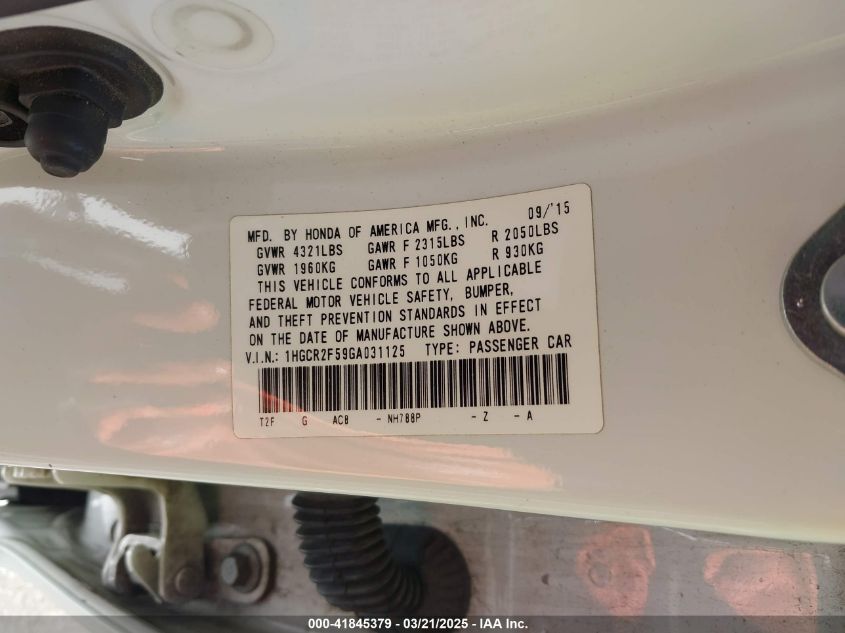 MFD. BY HONDA OF AMERICA MFG., INC. 09/'15
GVWR 4321LBS GAWR F 2315LBS R 2050LBS
GVWR 1960KG GAWR F 1050KG R 930KG
THIS VEHICLE CONFORMS TO ALL APPLICABLE
FEDERAL MOTOR VEHICLE SAFETY, BUMPER,
AND THEFT PREVENTION STANDARDS IN EFFECT
ON THE DATE OF MANUFACTURE SHOWN ABOVE.
V.I.N.: 1HGCR2F59GA031125 TYPE: PASSENGER CAR
T2F G ACB - NH788P - Z - A
000-41845379 - 03/21/2025 - IAA Inc.